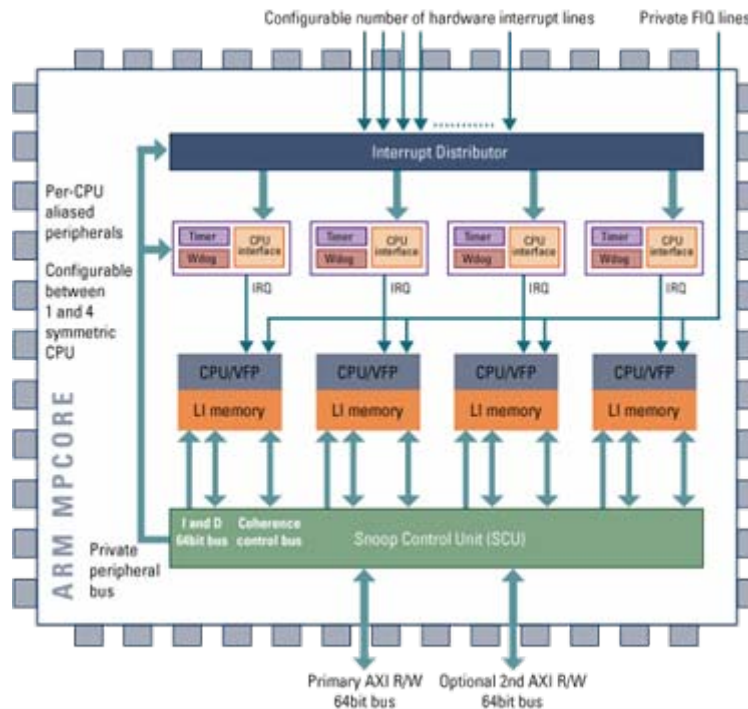 Configurable number of hardware interrupt lines
Private FIQ lines
Interrupt Distributor
Per-CPU
aliased
peripherals
Configurable
between
1 and 4
symmetric
CPU
Timer
Wdog
CPU
interface
Timer
Wdog
CPU
interface
Timer
Wdog
CPU
interface
Timer
Wdog
CPU
interface
IRQ
IRQ
IRQ
IRQ
CPU/VFP
LI memory
CPU/VFP
LI memory
CPU/VFP
LI memory
CPU/VFP
LI memory
ARM MPCORE
I and D
64bit bus
Coherence
control bus
Snoop Control Unit (SCU)
Private
peripheral
bus
Primary AXI R/W
64bit bus
Optional 2nd AXI R/W
64bit bus